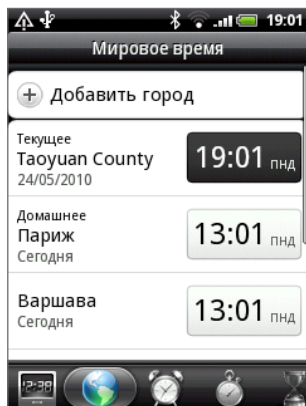 19:01
Мировое время
Добавить город
Текущее
Taoyuan County
24/05/2010
19:01 пнд
Домашнее
Париж
Сегодня
13:01 пнд
Варшава
Сегодня
13:01 пнд
12:38